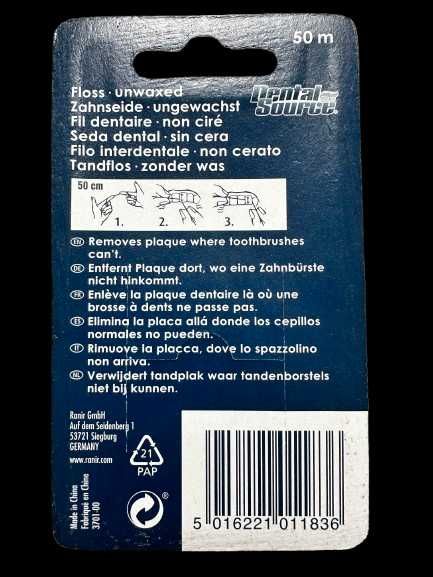 50 m
Floss · unwaxed
Dental Source®
Zahnseide · ungewachst
Fil dentaire · non ciré
Seda dental · sin cera
Filo interdentale · non cerato
Tandflos · zonder was
50 cm
1. 2. 3.
EN Removes plaque where toothbrushes
can't.
DE Entfernt Plaque dort, wo eine Zahnbürste
nicht hinkommt.
FR Enlève la plaque dentaire là où une
brosse à dents ne passe pas.
ES Elimina la placa allá donde los cepillos
normales no pueden.
IT Rimuove la placca, dove lo spazzolino
non arriva.
NL Verwijdert tandplak waar tandenborstels
niet bij kunnen.
Ranir GmbH
Auf dem Seidenberg 1
53721 Siegburg
GERMANY
www.ranir.com
21
PAP
Made in China
Fabriqué en Chine
3701-00
5 016221 011836